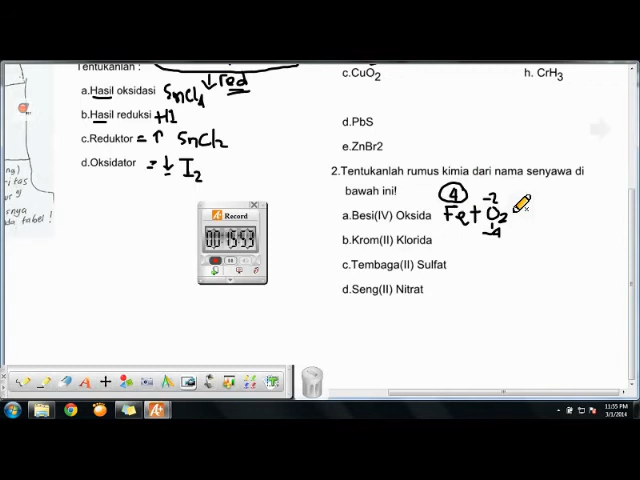 Tentukanlah :
a.Hasil oksidasi SnCl4
↓red
b.Hasil reduksi +H
c.Reduktor = ↑ SnCl2
d.Oksidator = ↓ I2
c.CuO2
h. CrH3
d.PbS
e.ZnBr2
2.Tentukanlah rumus kimia dari nama senyawa di
bawah ini!
4 -2
a.Besi(IV) Oksida Fe+O2
-4
b.Krom(II) Klorida
c.Tembaga(II) Sulfat
d.Seng(II) Nitrat
Record
00:15:53
11:55 PM
3/1/2014